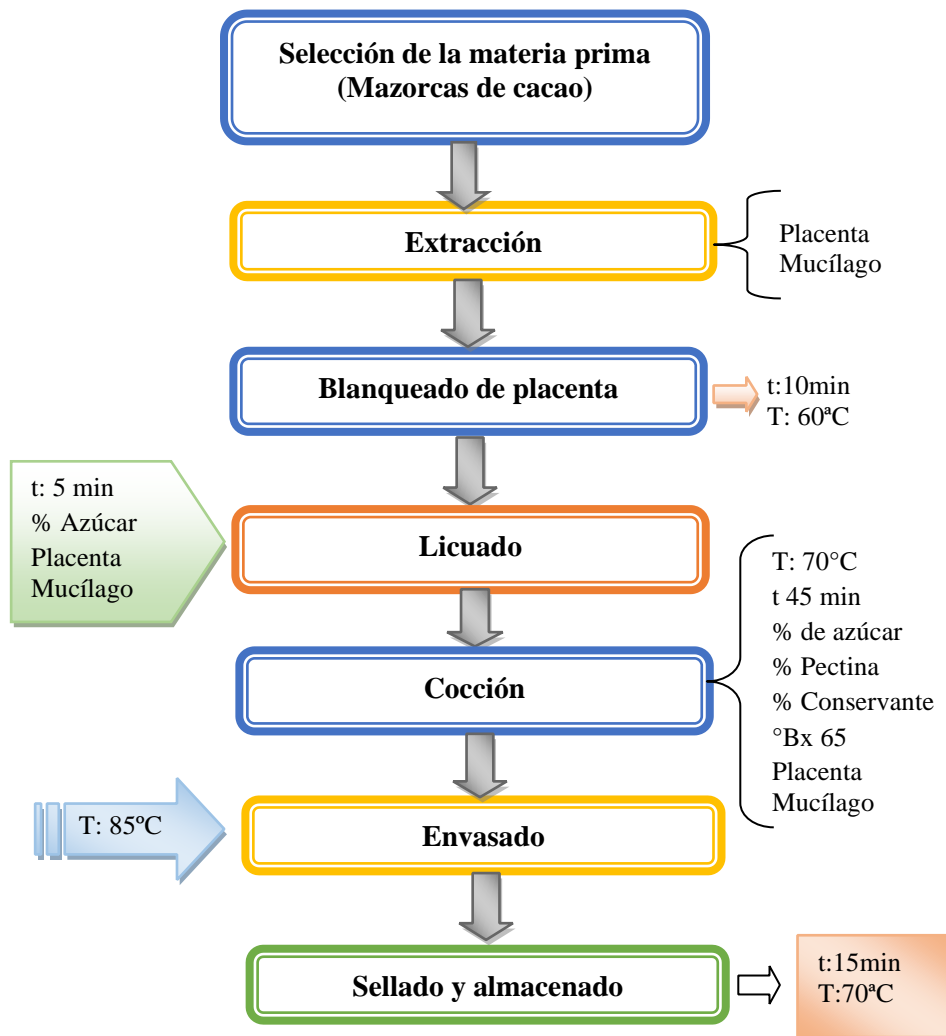 Selección de la materia prima
(Mazorcas de cacao)
Extracción
Placenta
Mucílago
Blanqueado de placenta
t:10min
T: 60ªC
t: 5 min
% Azúcar
Placenta
Mucílago
Licuado
Cocción
T: 70°C
t 45 min
% de azúcar
% Pectina
% Conservante
°Bx 65
Placenta
Mucílago
T: 85ºC
Envasado
Sellado y almacenado
t:15min
T:70ªC